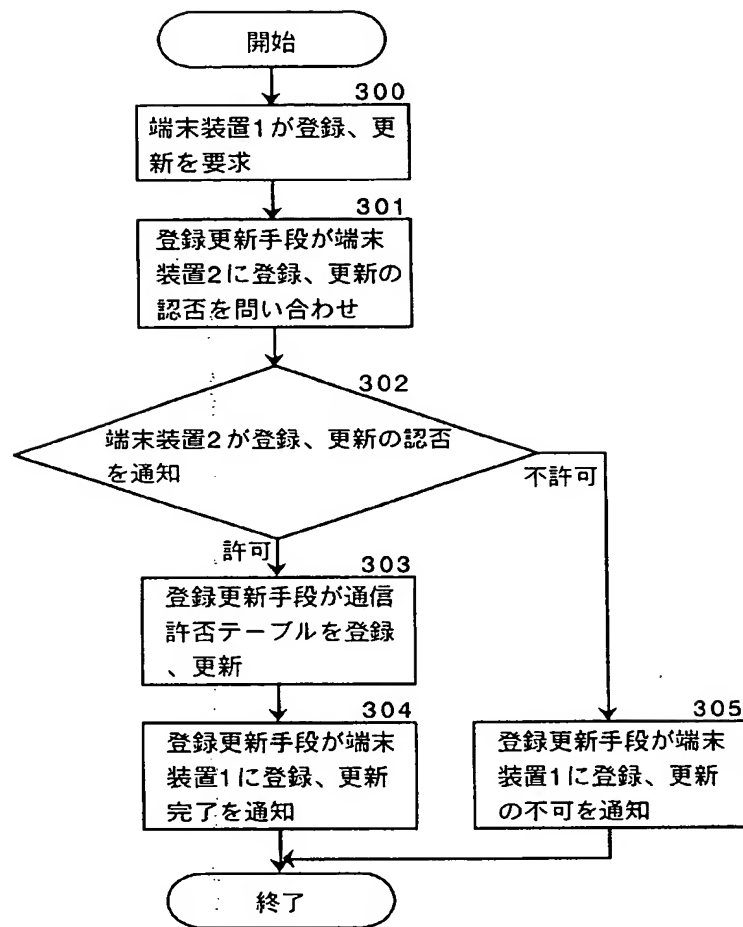 開始
300
端末装置1が登録、更
新を要求
301
登録更新手段が端末
装置2に登録、更新の
認否を問い合わせ
302
端末装置2が登録、更新の認否
を通知
不許可
許可
303
登録更新手段が通信
許否テーブルを登録
、更新
304
登録更新手段が端末
装置1に登録、更新
完了を通知
305
登録更新手段が端末
装置1に登録、更新
の不可を通知
終了